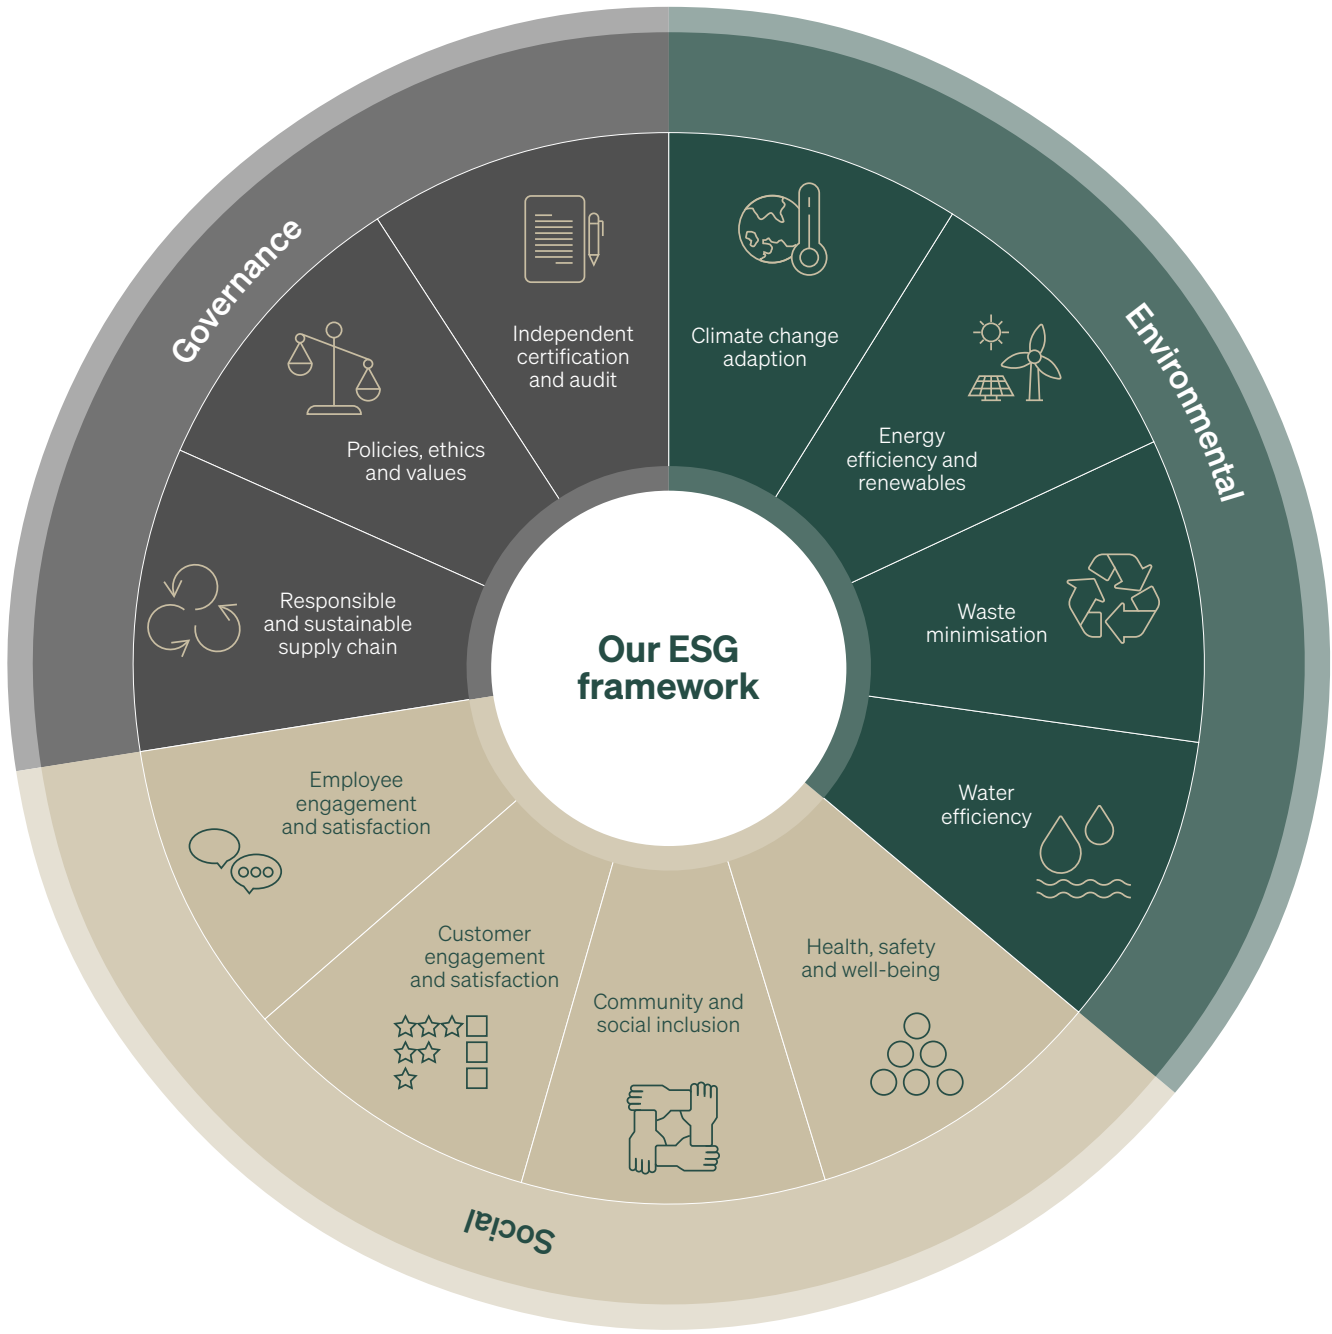 Our ESG
framework
Environmental
Climate change
adaption
Energy
efficiency and
renewables
Waste
minimisation
Water
efficiency
Social
Health, safety
and well-being
Community and
social inclusion
Customer
engagement
and satisfaction
Employee
engagement
and satisfaction
Governance
Responsible
and sustainable
supply chain
Policies, ethics
and values
Independent
certification
and audit